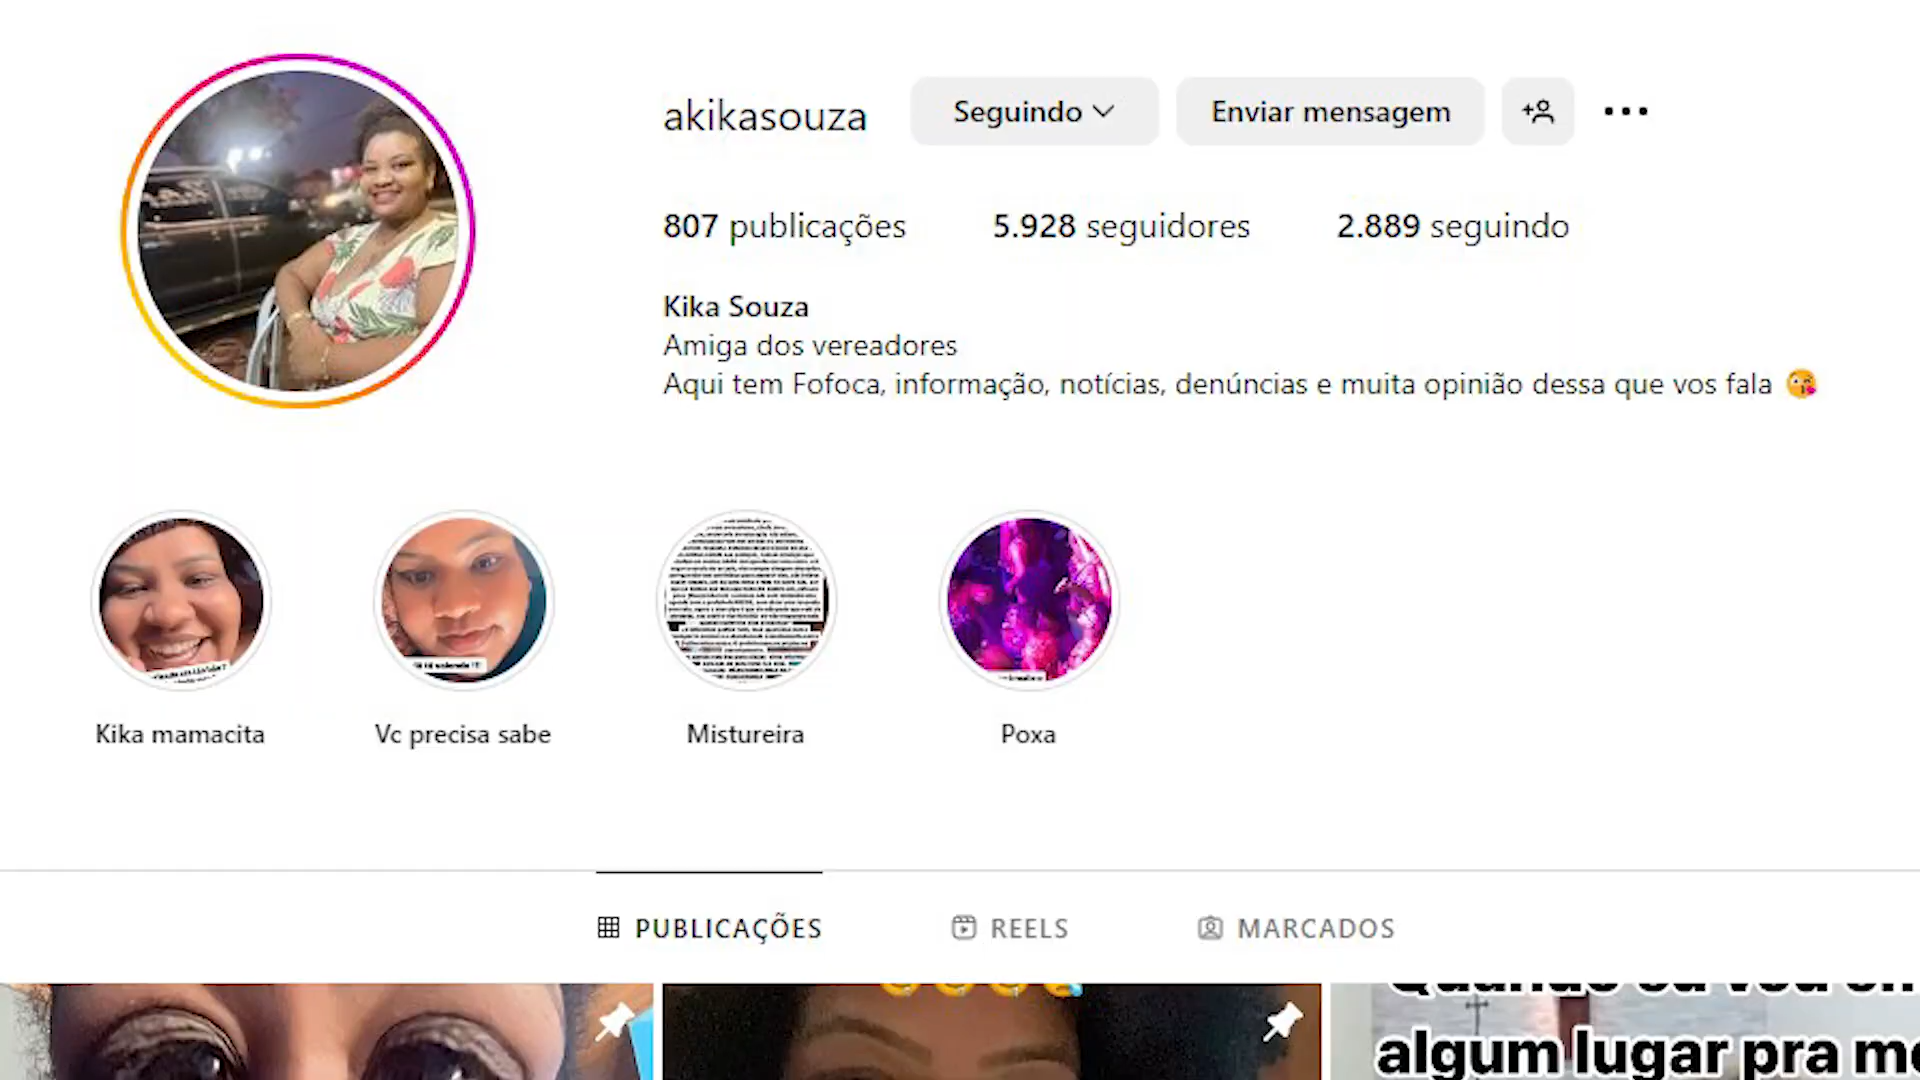 akikasouza
Seguindo
Enviar mensagem
807 publicações
5.928 seguidores
2.889 seguindo
Kika Souza
Amiga dos vereadores
Aqui tem Fofoca, informação, notícias, denúncias e muita opinião dessa que vos fala 😘
Kika mamacita
Vc precisa sabe
Mistureira
Poxa
PUBLICAÇÕES
REELS
MARCADOS
algum lugar pra